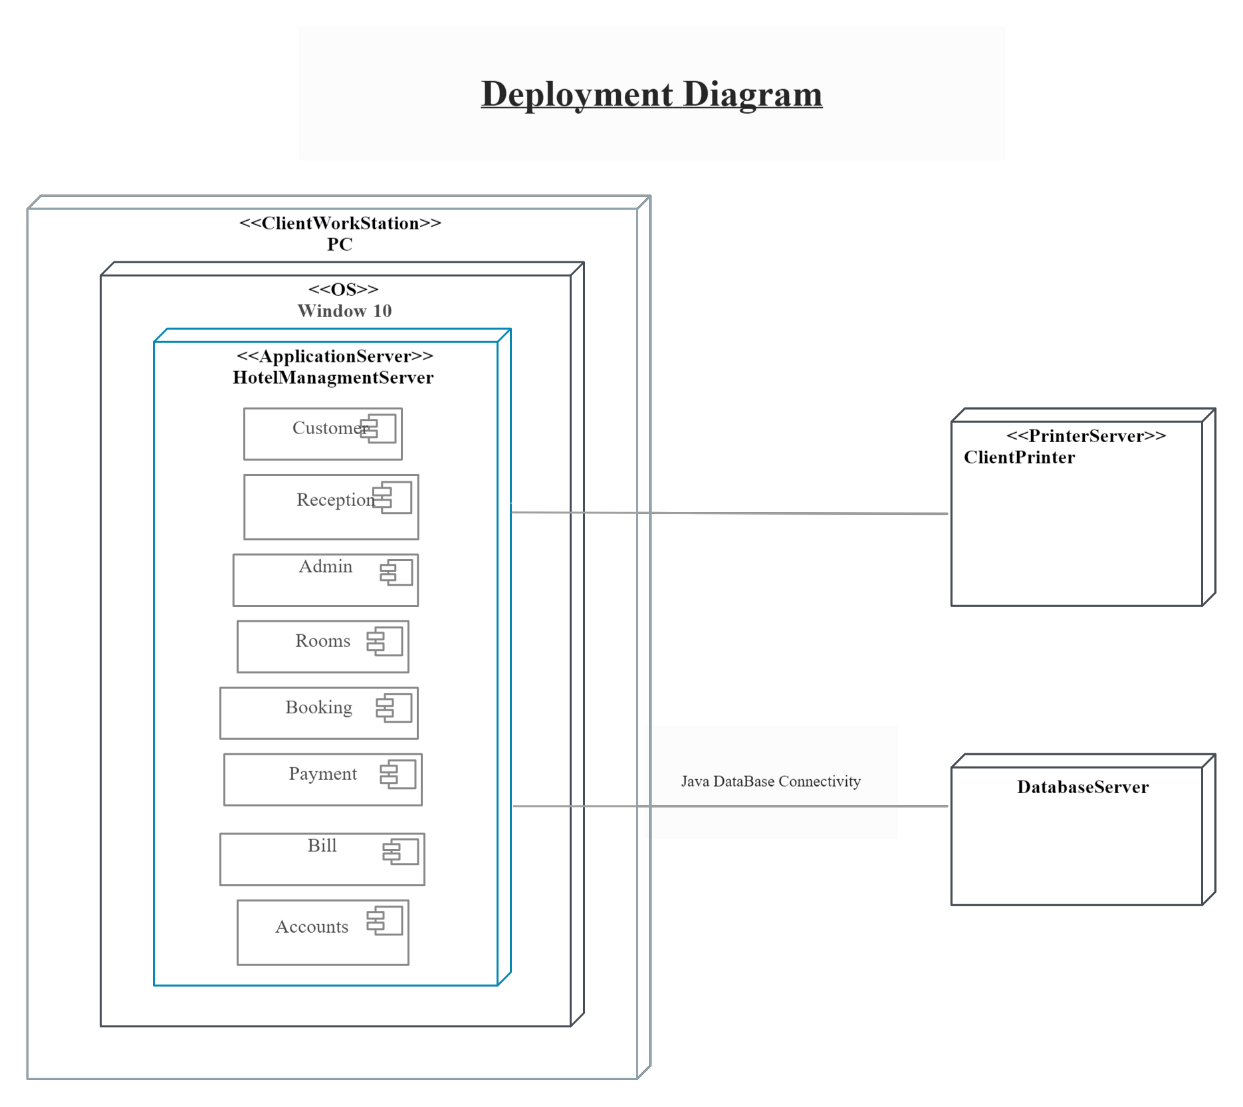 Deployment Diagram
<<ClientWorkStation>>
PC
<<OS>>
Window 10
<<ApplicationServer>>
HotelManagmentServer
Customer
Reception
Admin
Rooms
Booking
Payment
Bill
Accounts
<<PrinterServer>>
ClientPrinter
Java DataBase Connectivity
DatabaseServer